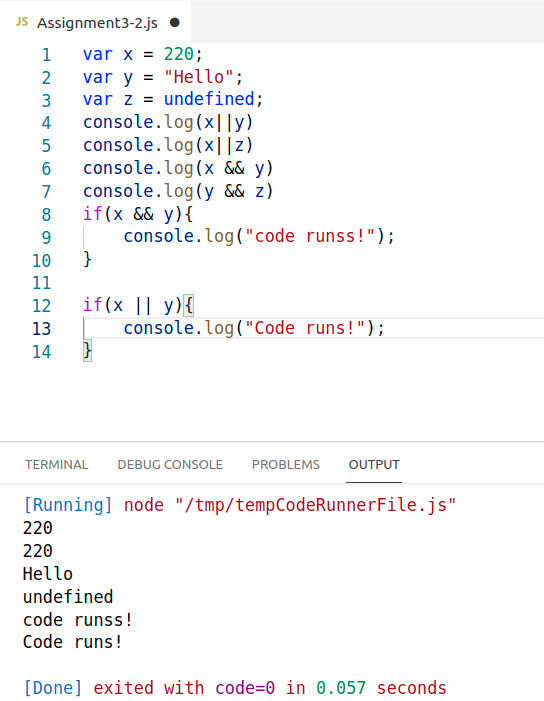 JS Assignment3-2.js ●
1 var x = 220;
2 var y = "Hello";
3 var z = undefined;
4 console.log(x||y)
5 console.log(x||z)
6 console.log(x && y)
7 console.log(y && z)
8 if(x && y){
9     console.log("code runss!");
10 }
11
12 if(x || y){
13     console.log("Code runs!");
14 }
TERMINAL DEBUG CONSOLE PROBLEMS OUTPUT
[Running] node "/tmp/tempCodeRunnerFile.js"
220
220
Hello
undefined
code runss!
Code runs!
[Done] exited with code=0 in 0.057 seconds